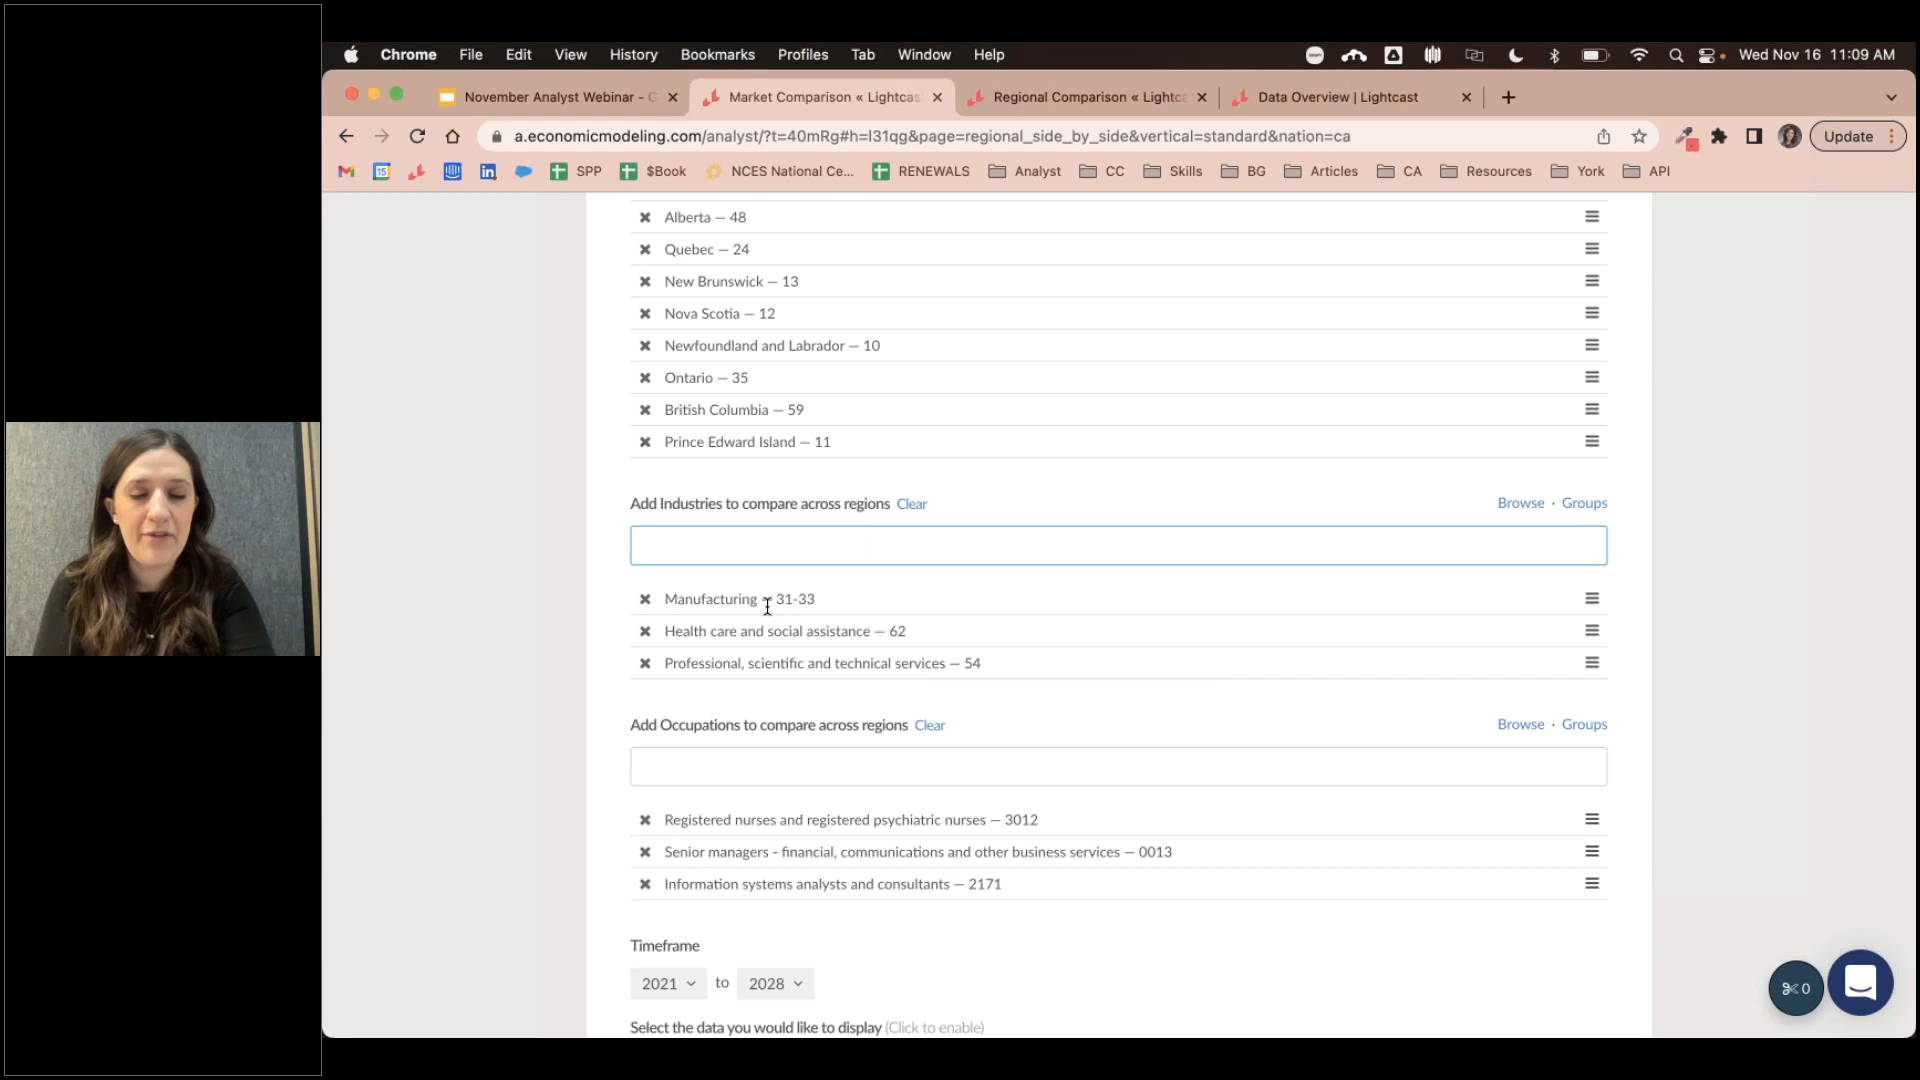 Chrome File Edit View History Bookmarks Profiles Tab Window Help Wed Nov 16 11:09 AM
November Analyst Webinar - G Market Comparison « Lightcas Regional Comparison « Lightc Data Overview | Lightcast
a.economicmodeling.com/analyst/?t=40mRg#h=l31qg&page=regional_side_by_side&vertical=standard&nation=ca Update
SPP $Book NCES National Ce... RENEWALS Analyst CC Skills BG Articles CA Resources York API
Alberta – 48
Quebec – 24
New Brunswick – 13
Nova Scotia – 12
Newfoundland and Labrador – 10
Ontario – 35
British Columbia – 59
Prince Edward Island – 11
Add Industries to compare across regions Clear Browse · Groups
Manufacturing – 31-33
Health care and social assistance – 62
Professional, scientific and technical services – 54
Add Occupations to compare across regions Clear Browse · Groups
Registered nurses and registered psychiatric nurses – 3012
Senior managers - financial, communications and other business services – 0013
Information systems analysts and consultants – 2171
Timeframe
2021 to 2028
0
Select the data you would like to display (Click to enable)